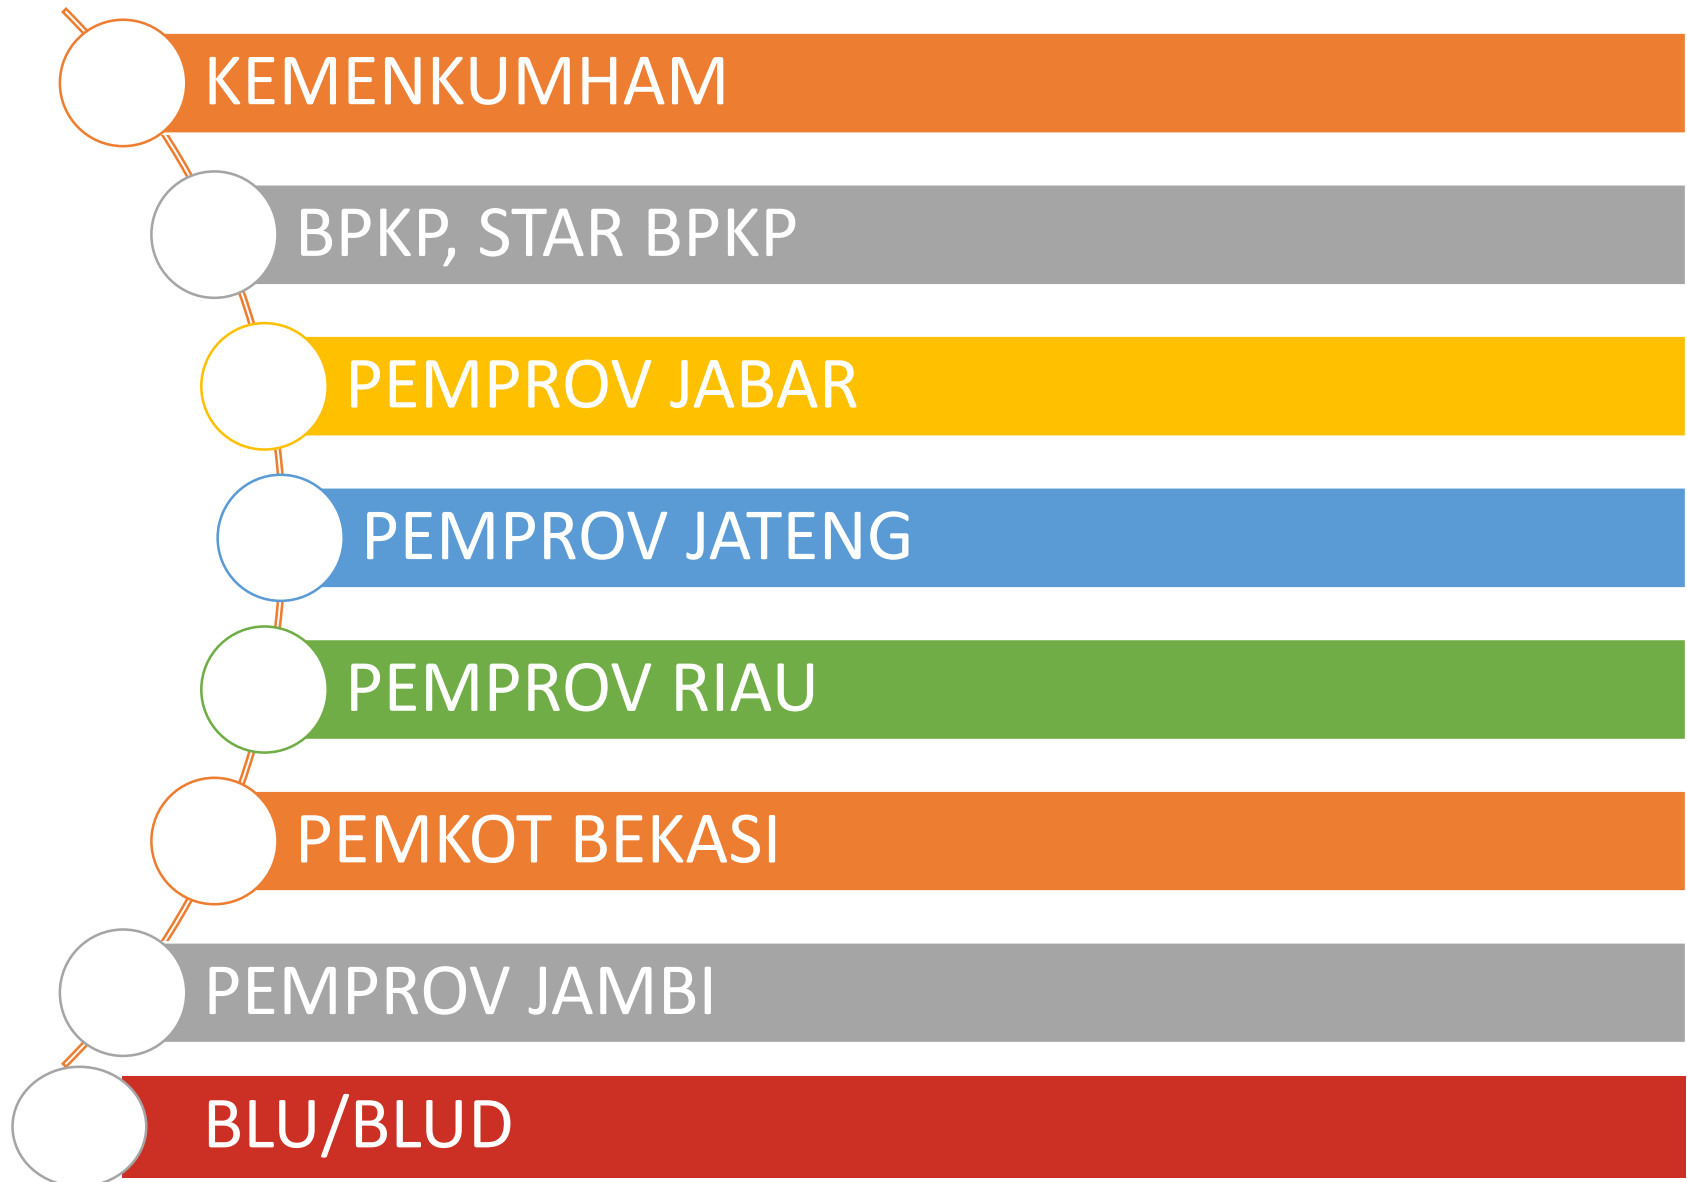 KEMENKUMHAM
BPKP, STAR BPKP
PEMPROV JABAR
PEMPROV JATENG
PEMPROV RIAU
PEMKOT BEKASI
PEMPROV JAMBI
BLU/BLUD